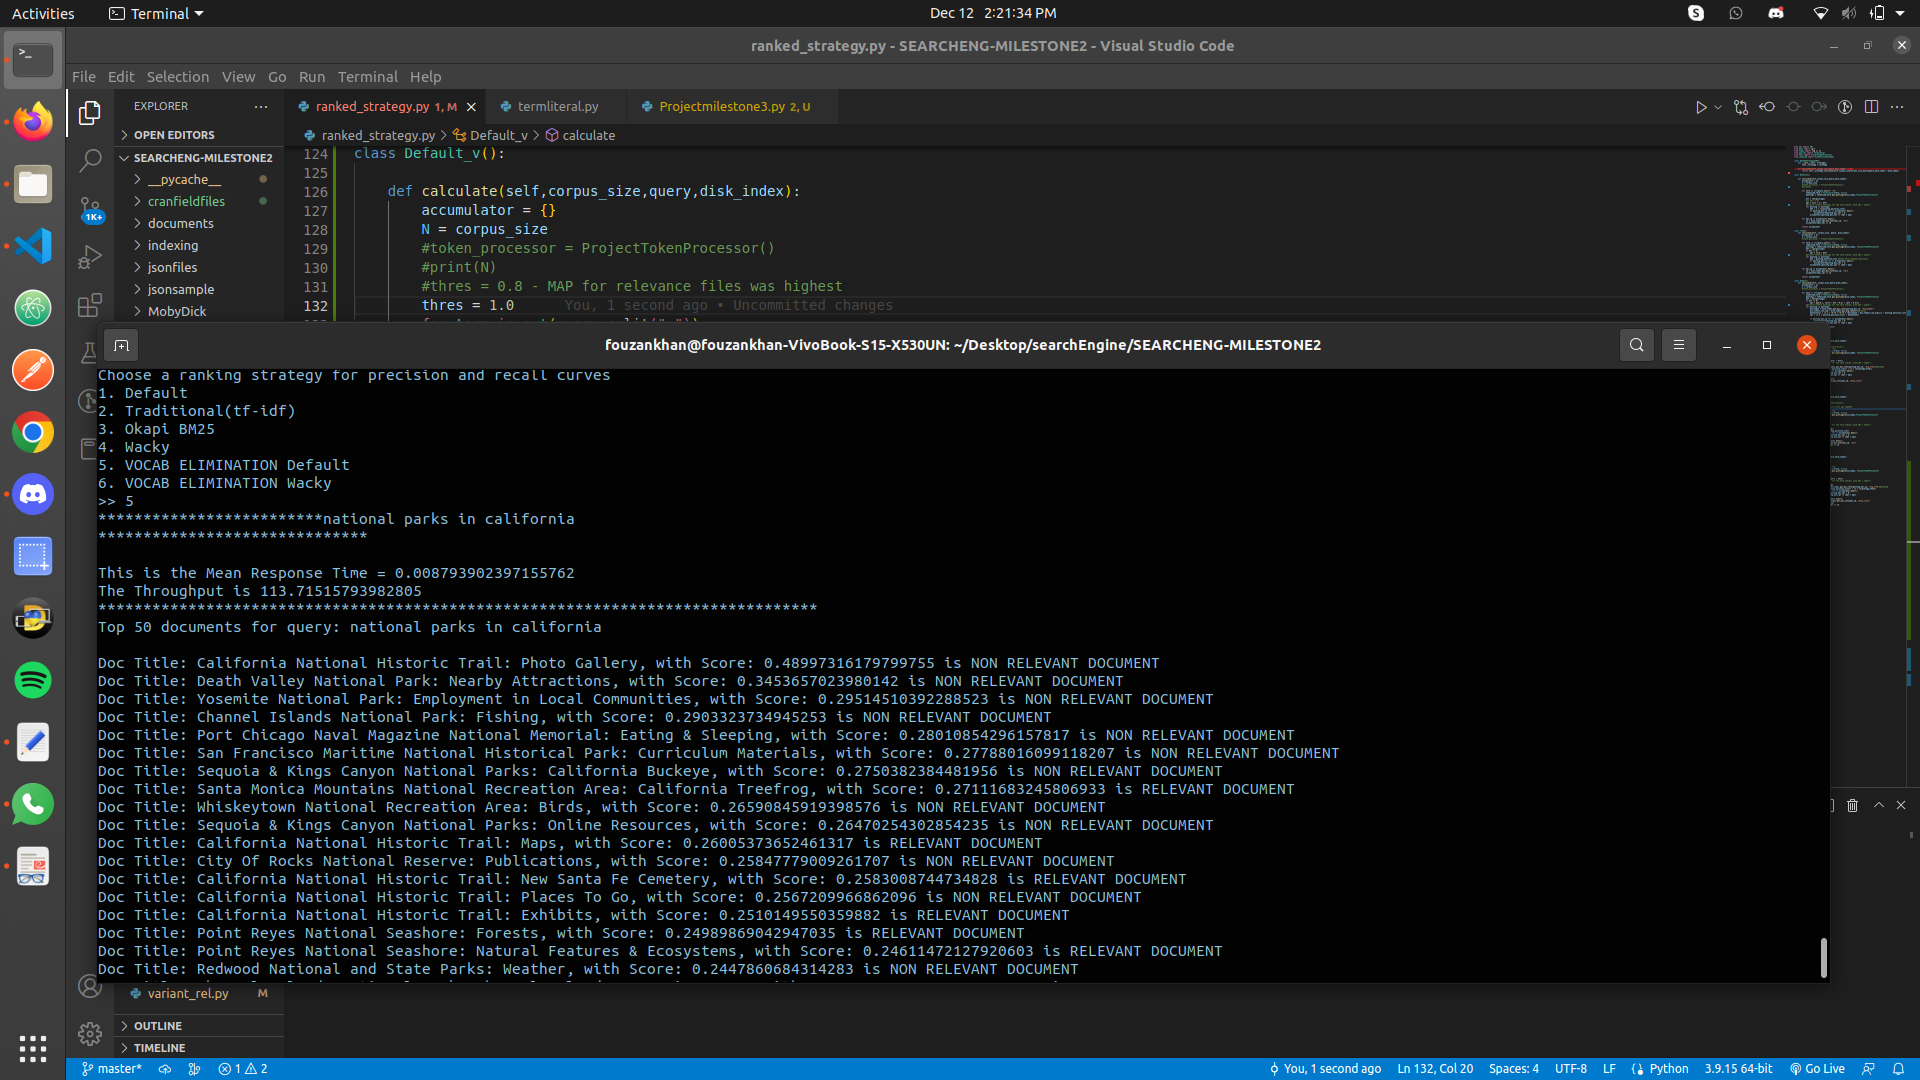 Activities
Terminal
Dec 12 2:21:34 PM
ranked_strategy.py - SEARCHENG-MILESTONE2 - Visual Studio Code
File Edit Selection View Go Run Terminal Help
EXPLORER
ranked_strategy.py 1, M
termliteral.py
Projectmilestone3.py 2, U
OPEN EDITORS
ranked_strategy.py > Default_v > calculate
SEARCHENG-MILESTONE2
__pycache__
cranfieldfiles
documents
indexing
jsonfiles
jsonsample
MobyDick
1K+
124 class Default_v():
125
126 def calculate(self,corpus_size,query,disk_index):
127 accumulator = {}
128 N = corpus_size
129 #token_processor = ProjectTokenProcessor()
130 #print(N)
131 #thres = 0.8 - MAP for relevance files was highest
132 thres = 1.0 You, 1 second ago • Uncommitted changes
fouzankhan@fouzankhan-VivoBook-S15-X530UN: ~/Desktop/searchEngine/SEARCHENG-MILESTONE2
Choose a ranking strategy for precision and recall curves
1. Default
2. Traditional(tf-idf)
3. Okapi BM25
4. Wacky
5. VOCAB ELIMINATION Default
6. VOCAB ELIMINATION Wacky
>> 5
*************************national parks in california
******************************
This is the Mean Response Time = 0.008793902397155762
The Throughput is 113.71515793982805
********************************************************************************
Top 50 documents for query: national parks in california
Doc Title: California National Historic Trail: Photo Gallery, with Score: 0.48997316179799755 is NON RELEVANT DOCUMENT
Doc Title: Death Valley National Park: Nearby Attractions, with Score: 0.3453657023980142 is NON RELEVANT DOCUMENT
Doc Title: Yosemite National Park: Employment in Local Communities, with Score: 0.29514510392288523 is NON RELEVANT DOCUMENT
Doc Title: Channel Islands National Park: Fishing, with Score: 0.2903323734945253 is NON RELEVANT DOCUMENT
Doc Title: Port Chicago Naval Magazine National Memorial: Eating & Sleeping, with Score: 0.28010854296157817 is NON RELEVANT DOCUMENT
Doc Title: San Francisco Maritime National Historical Park: Curriculum Materials, with Score: 0.27788016099118207 is NON RELEVANT DOCUMENT
Doc Title: Sequoia & Kings Canyon National Parks: California Buckeye, with Score: 0.2750382384481956 is NON RELEVANT DOCUMENT
Doc Title: Santa Monica Mountains National Recreation Area: California Treefrog, with Score: 0.27111683245806933 is NON RELEVANT DOCUMENT
Doc Title: Whiskeytown National Recreation Area: Birds, with Score: 0.26590845919398576 is NON RELEVANT DOCUMENT
Doc Title: Sequoia & Kings Canyon National Parks: Online Resources, with Score: 0.26470254302854235 is NON RELEVANT DOCUMENT
Doc Title: California National Historic Trail: Maps, with Score: 0.26005373652461317 is RELEVANT DOCUMENT
Doc Title: City Of Rocks National Reserve: Publications, with Score: 0.25847779009261707 is NON RELEVANT DOCUMENT
Doc Title: California National Historic Trail: New Santa Fe Cemetery, with Score: 0.2583008744734828 is RELEVANT DOCUMENT
Doc Title: California National Historic Trail: Places To Go, with Score: 0.2567209966862096 is NON RELEVANT DOCUMENT
Doc Title: California National Historic Trail: Exhibits, with Score: 0.2510149550359882 is RELEVANT DOCUMENT
Doc Title: Point Reyes National Seashore: Forests, with Score: 0.24989869042947035 is RELEVANT DOCUMENT
Doc Title: Point Reyes National Seashore: Natural Features & Ecosystems, with Score: 0.24611472127920603 is RELEVANT DOCUMENT
Doc Title: Redwood National and State Parks: Weather, with Score: 0.2447860684314283 is NON RELEVANT DOCUMENT
variant_rel.py M
OUTLINE
TIMELINE
master* 1 2 You, 1 second ago Ln 132, Col 20 Spaces: 4 UTF-8 LF Python 3.9.15 64-bit Go Live